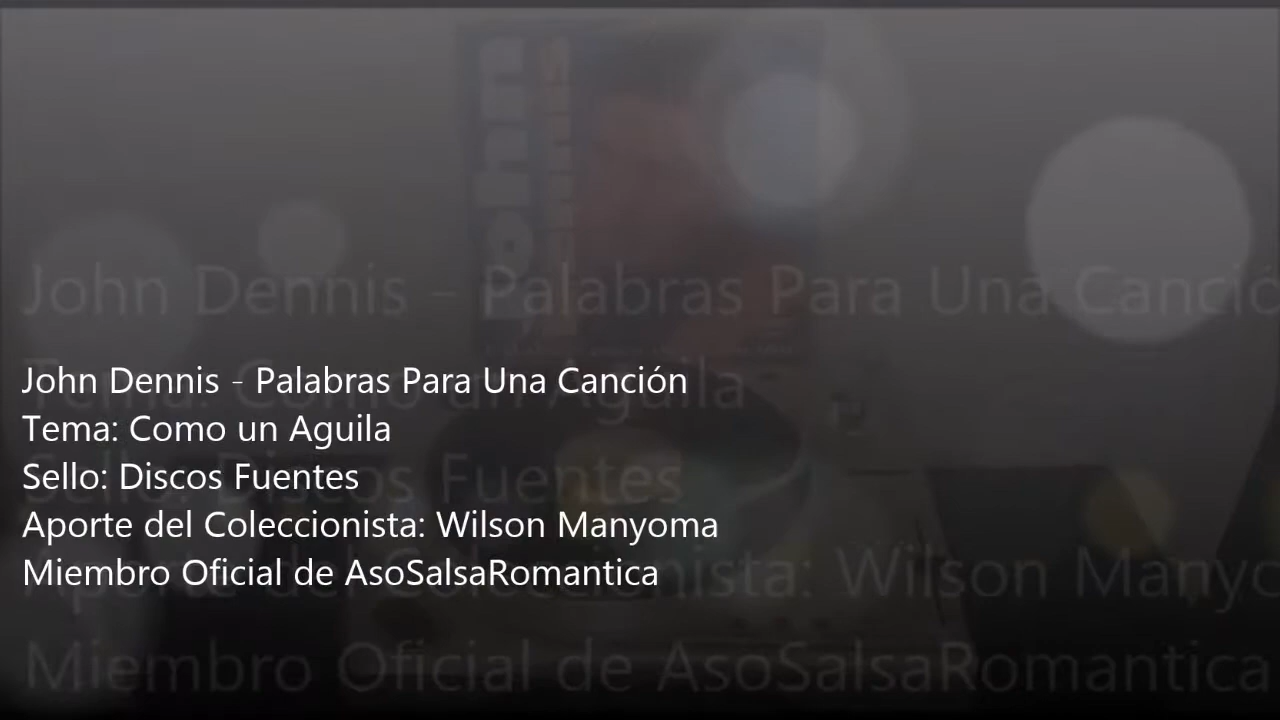 John Dennis - Palabras Para Una Canción
Tema: Como un Aguila
Sello: Discos Fuentes
Aporte del Coleccionista: Wilson Manyoma
Miembro Oficial de AsoSalsaRomantica